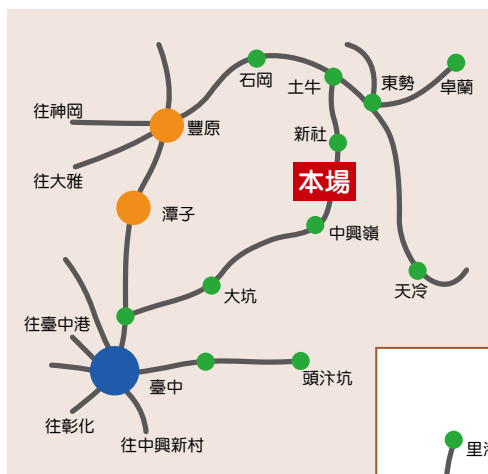 石岡
土牛
東勢
卓蘭
往神岡
豐原
新社
往大雅
本場
潭子
中興嶺
天冷
大坑
往臺中港
臺中
頭汴坑
往彰化
往中興新村
里